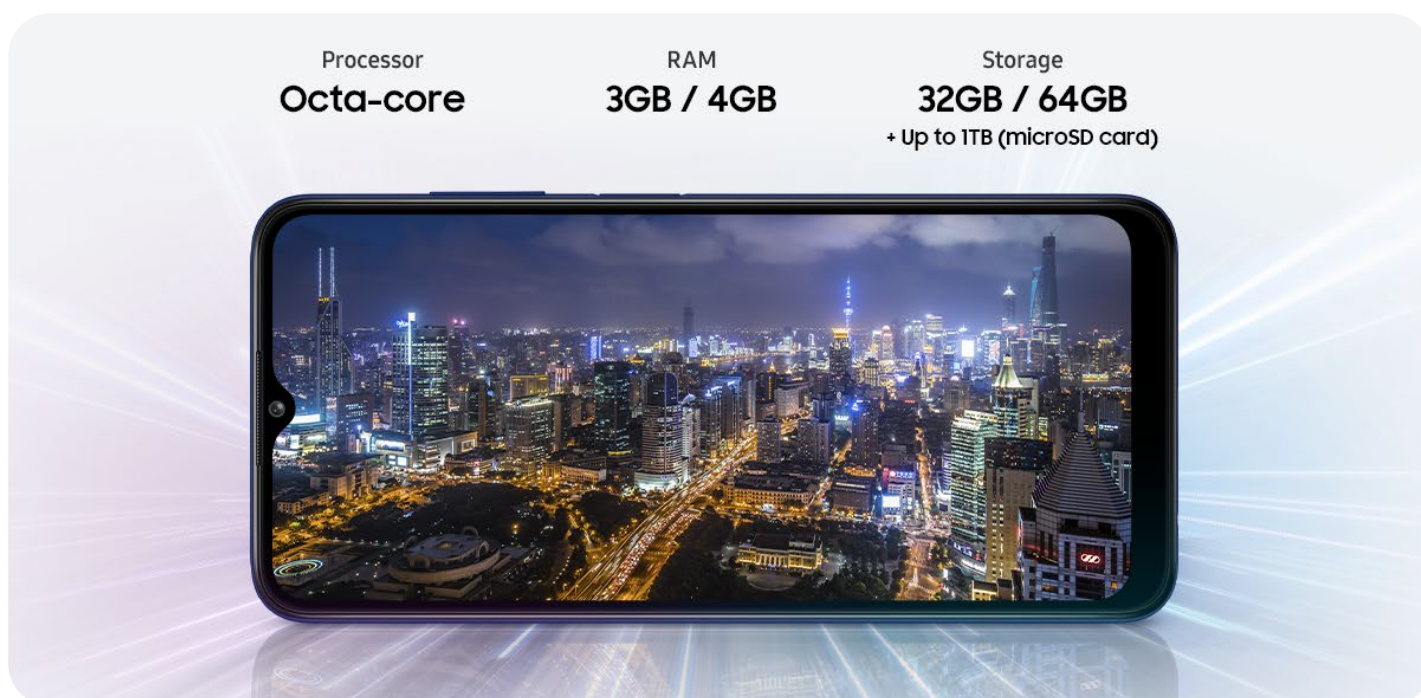 Processor
Octa-core
RAM
3GB / 4GB
Storage
32GB / 64GB
+ Up to 1TB (microSD card)